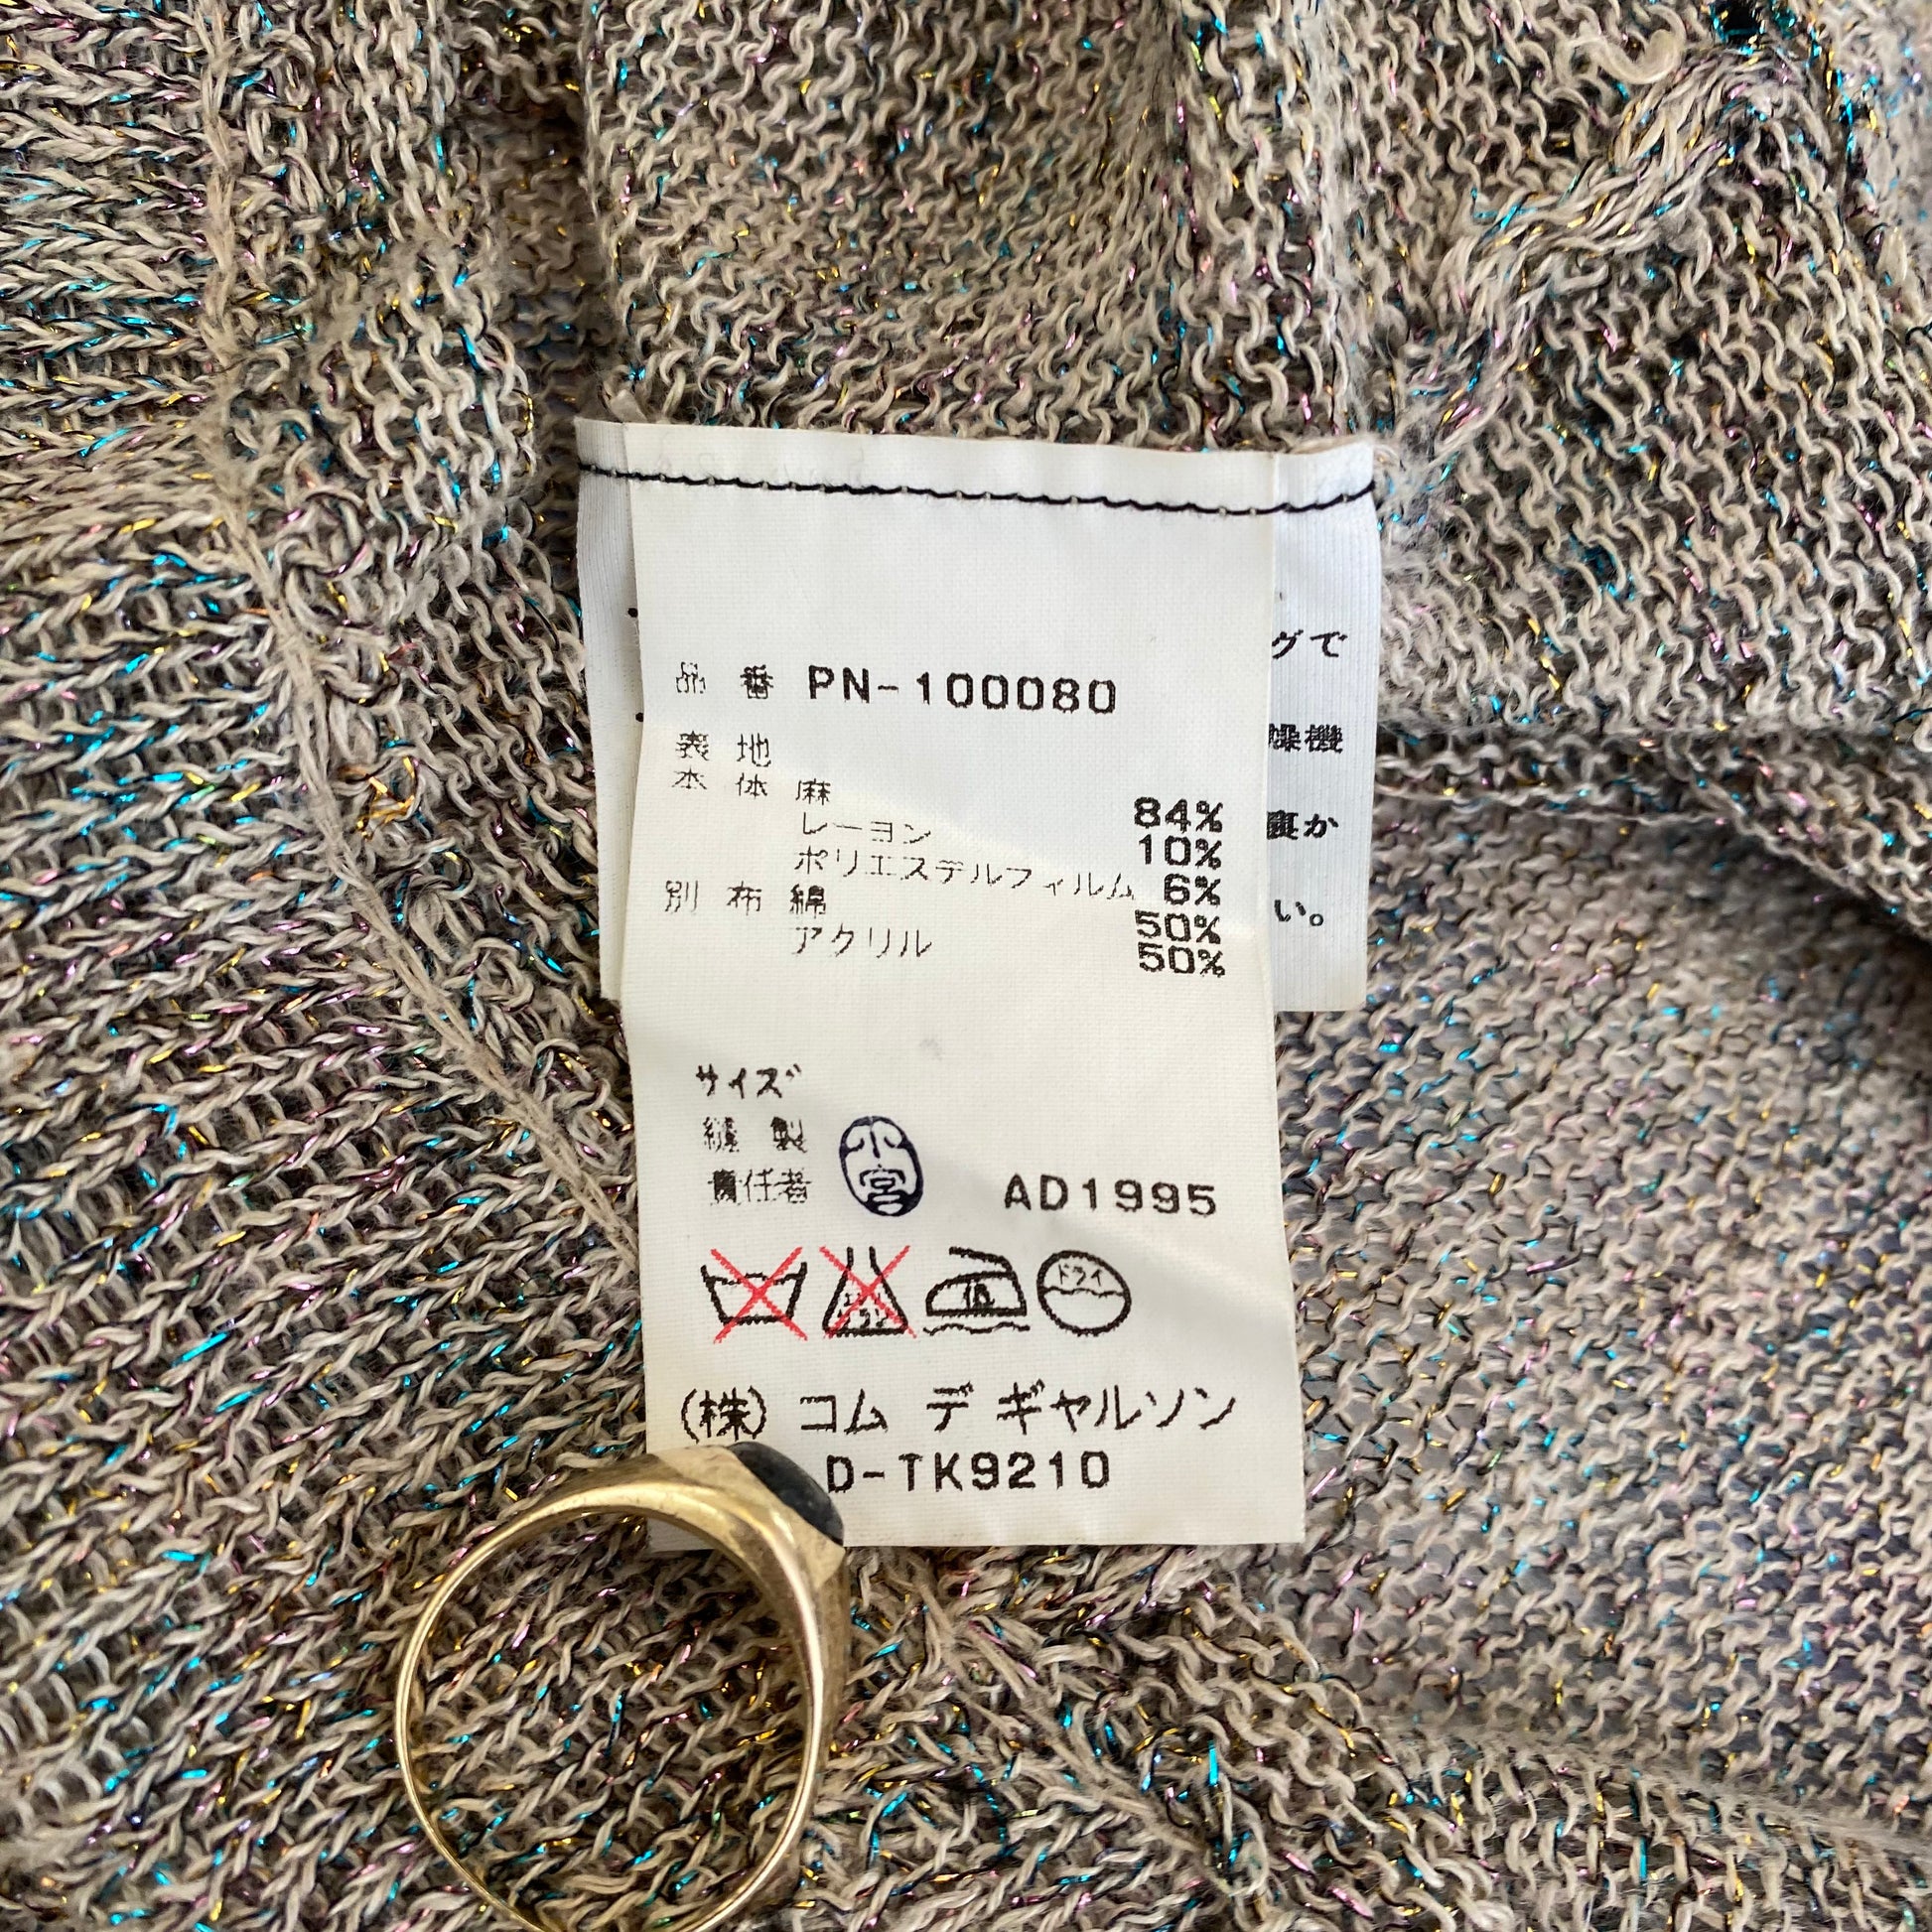 品番 PN-100080
表地
本体 麻 84%
レーヨン 10%
ポリエステルフィルム 6%
別布 綿 50%
アクリル 50%
サイズ
縫製
責任者 小宮 AD1995
ドライ
(株) コム デ ギャルソン
D-TK9210
グで
燥機
裏か
い。